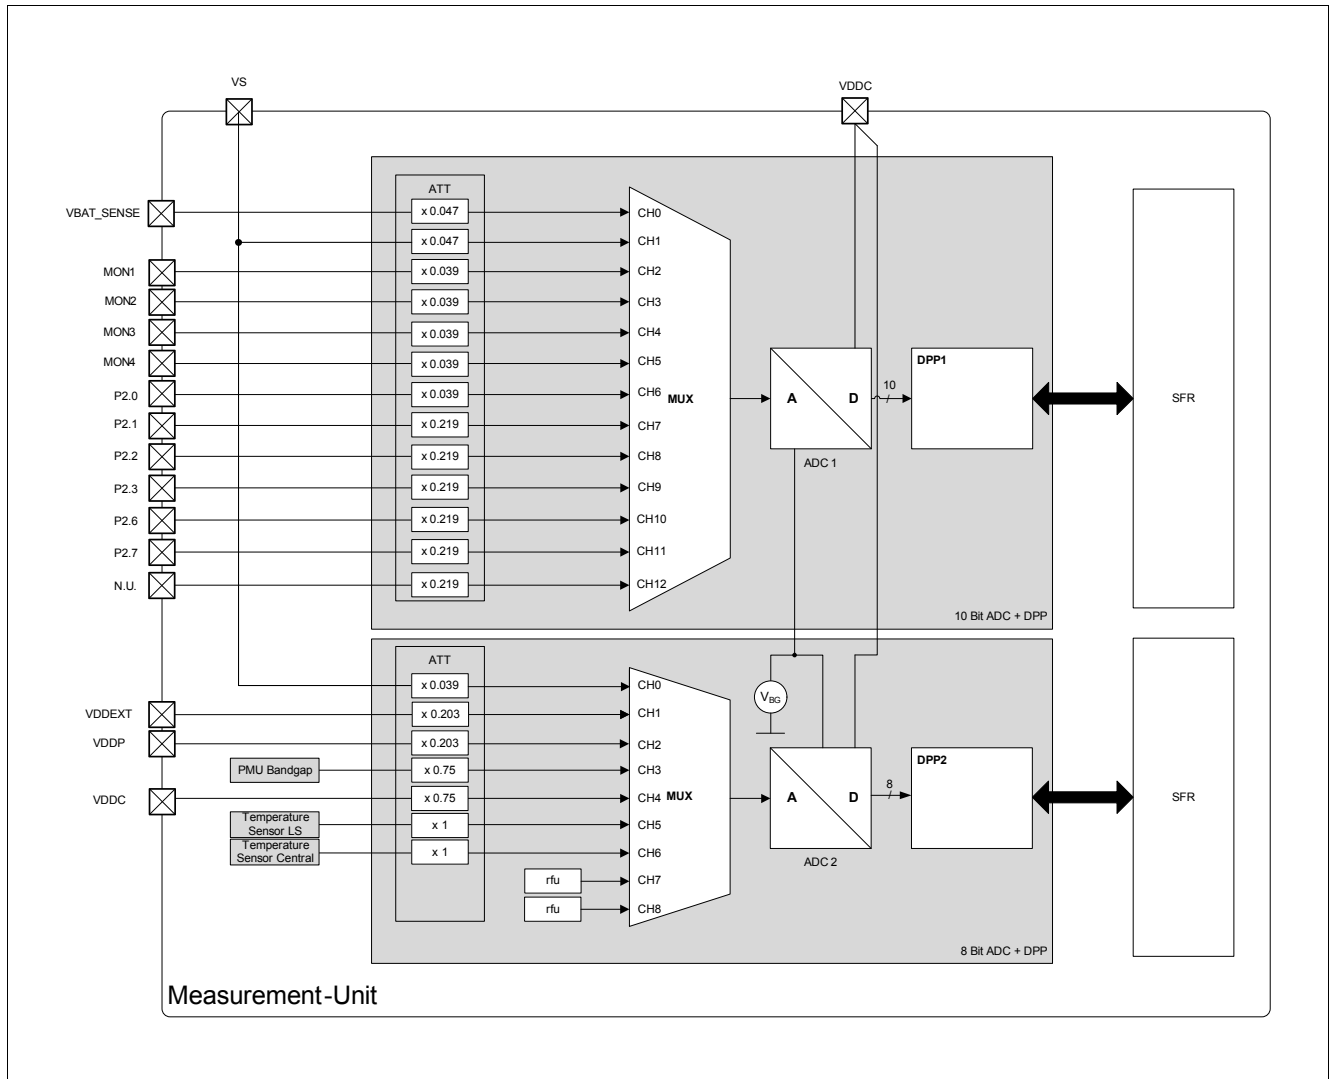 VS
VDDC
ATT
VBAT_SENSE
x 0.047
CH0
x 0.047
CH1
MON1
x 0.039
CH2
MON2
x 0.039
CH3
MON3
x 0.039
CH4
MON4
x 0.039
CH5
DPP1
P2.0
x 0.039
CH6
MUX
A
D
10
SFR
P2.1
x 0.219
CH7
P2.2
x 0.219
CH8
ADC 1
P2.3
x 0.219
CH9
P2.6
x 0.219
CH10
P2.7
x 0.219
CH11
N.U.
x 0.219
CH12
10 Bit ADC + DPP
ATT
x 0.039
CH0
VBG
VDDEXT
x 0.203
CH1
VDDP
x 0.203
CH2
DPP2
PMU Bandgap
x 0.75
CH3
VDDC
x 0.75
CH4
MUX
A
D
8
SFR
Temperature
Sensor LS
x 1
CH5
Temperature
Sensor Central
x 1
CH6
ADC 2
rfu
CH7
rfu
CH8
8 Bit ADC + DPP
Measurement-Unit